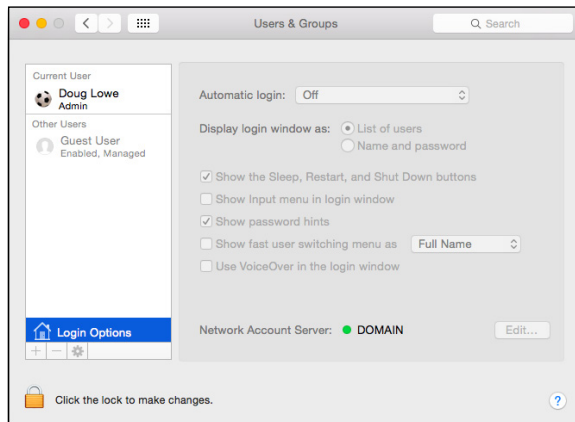 Users & Groups
Search
Current User
Doug Lowe
Admin
Other Users
Guest User
Enabled, Managed
Login Options
Automatic login: Off
Display login window as: List of users
Name and password
Show the Sleep, Restart, and Shut Down buttons
Show Input menu in login window
Show password hints
Show fast user switching menu as Full Name
Use VoiceOver in the login window
Network Account Server: DOMAIN Edit...
Click the lock to make changes.
?